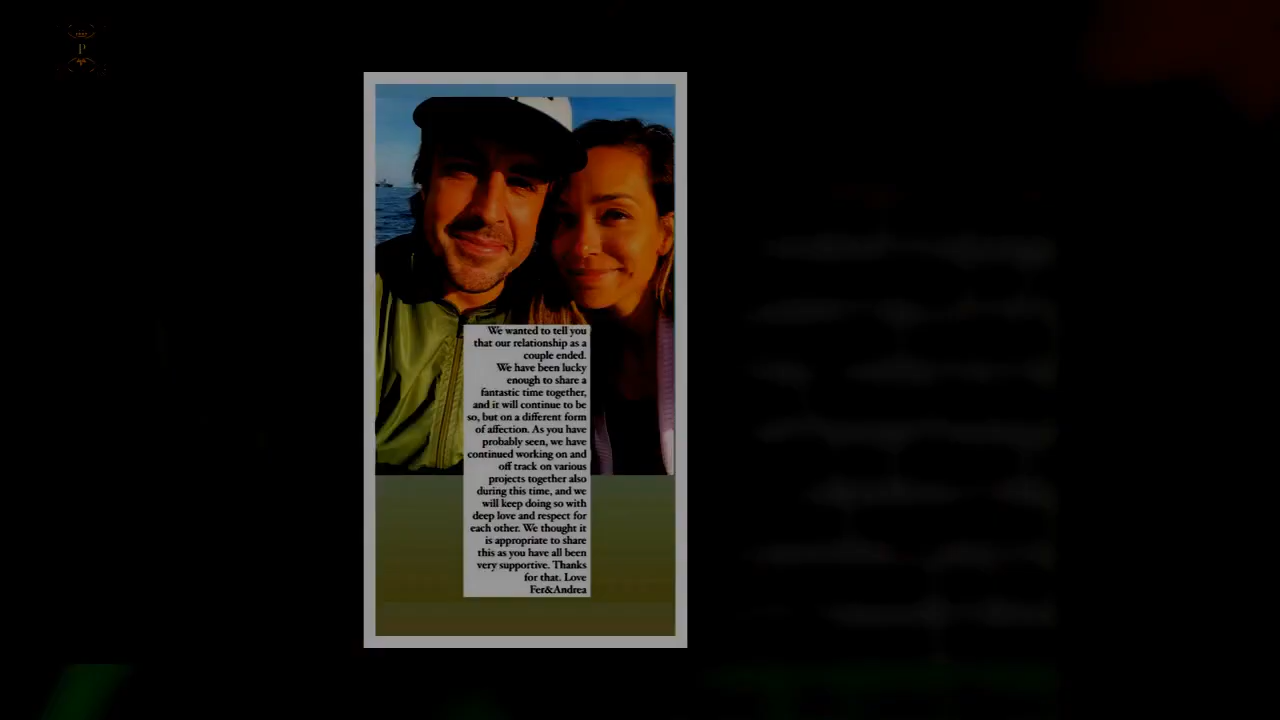 P
We wanted to tell you
that our relationship as a
couple ended.
We have been lucky
enough to share a
fantastic time together,
and it will continue to be
so, but on a different form
of affection. As you have
probably seen, we have
continued working on and
off track on various
projects together also
during this time, and we
will keep doing so with
deep love and respect for
each other. We thought it
is appropriate to share
this as you have all been
very supportive. Thanks
for that. Love
Fer&Andrea